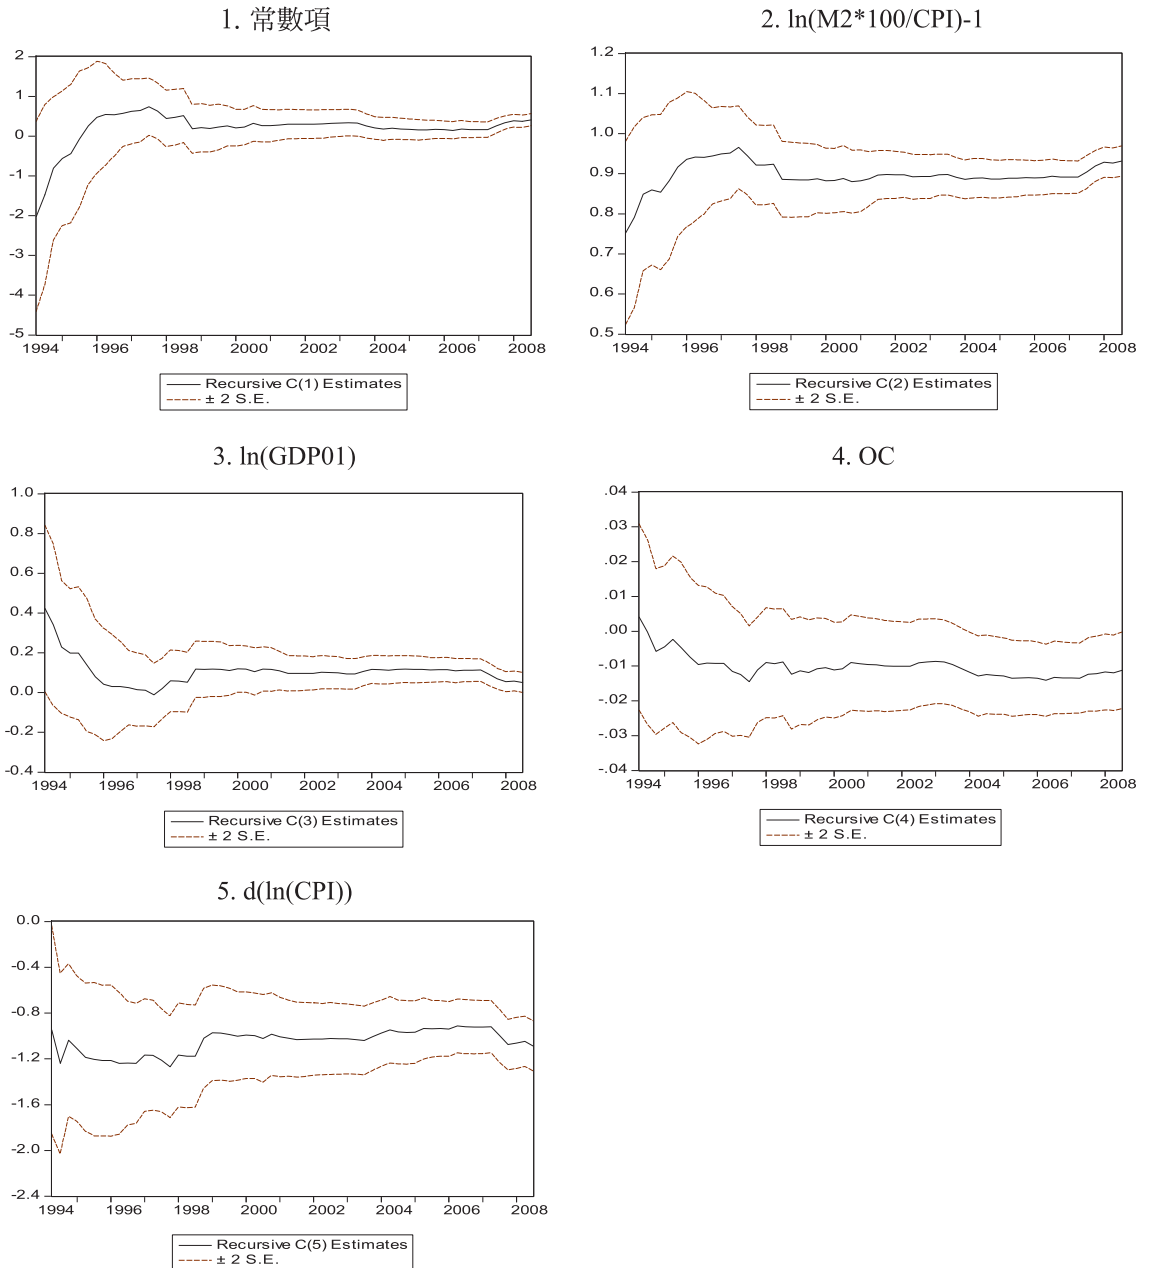 1. 常數項
2
1
0
-1
-2
-3
-4
-5
1994 1996 1998 2000 2002 2004 2006 2008
Recursive C(1) Estimates
± 2 S.E.
2. ln(M2*100/CPI)-1
1.2
1.1
1.0
0.9
0.8
0.7
0.6
0.5
1994 1996 1998 2000 2002 2004 2006 2008
Recursive C(2) Estimates
± 2 S.E.
3. ln(GDP01)
1.0
0.8
0.6
0.4
0.2
0.0
-0.2
-0.4
1994 1996 1998 2000 2002 2004 2006 2008
Recursive C(3) Estimates
± 2 S.E.
4. OC
.04
.03
.02
.01
.00
-.01
-.02
-.03
-.04
1994 1996 1998 2000 2002 2004 2006 2008
Recursive C(4) Estimates
± 2 S.E.
5. d(ln(CPI))
0.0
-0.4
-0.8
-1.2
-1.6
-2.0
-2.4
1994 1996 1998 2000 2002 2004 2006 2008
Recursive C(5) Estimates
± 2 S.E.